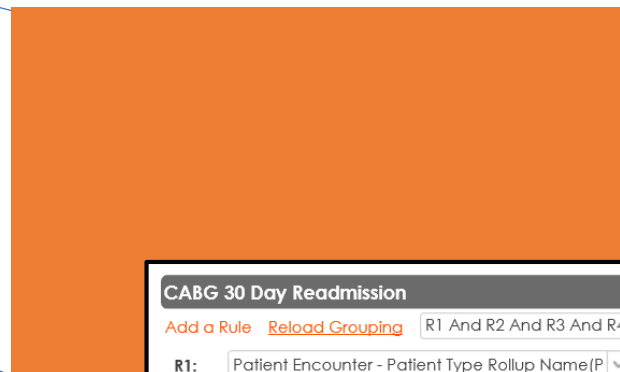 CABG 30 Day Readmission
Add a Rule Reload Grouping R1 And R2 And R3 And R4
R1: Patient Encounter - Patient Type Rollup Name(P